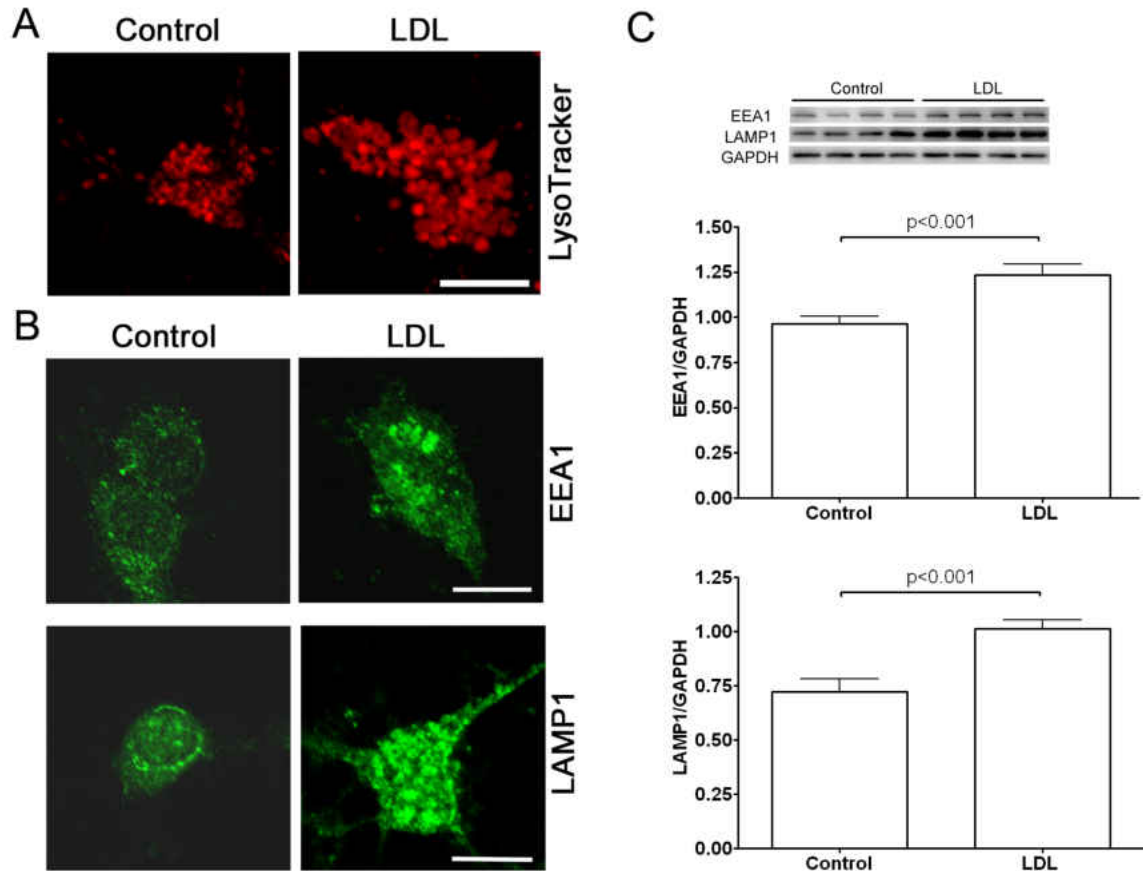 A
Control LDL
LysoTracker
B
Control LDL
EEA1
LAMP1
C
Control LDL
EEA1
LAMP1
GAPDH
p<0.001
1.50
1.25
1.00
0.75
0.50
0.25
0.00
EEA1/GAPDH
Control LDL
p<0.001
1.25
1.00
0.75
0.50
0.25
0.00
LAMP1/GAPDH
Control LDL